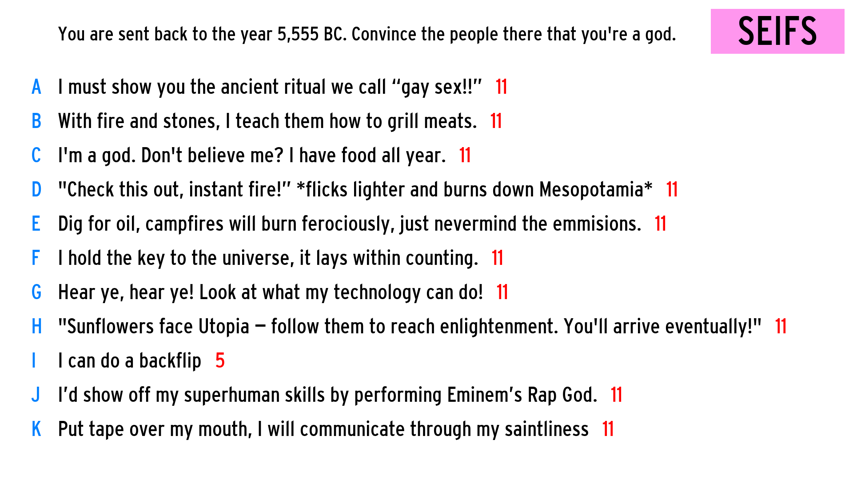 You are sent back to the year 5,555 BC. Convince the people there that you're a god.
SEIFS
A I must show you the ancient ritual we call “gay sex!!” 11
B With fire and stones, I teach them how to grill meats. 11
C I'm a god. Don't believe me? I have food all year. 11
D "Check this out, instant fire!” *flicks lighter and burns down Mesopotamia* 11
E Dig for oil, campfires will burn ferociously, just nevermind the emmisions. 11
F I hold the key to the universe, it lays within counting. 11
G Hear ye, hear ye! Look at what my technology can do! 11
H "Sunflowers face Utopia – follow them to reach enlightenment. You'll arrive eventually!" 11
I I can do a backflip 5
J I’d show off my superhuman skills by performing Eminem’s Rap God. 11
K Put tape over my mouth, I will communicate through my saintliness 11